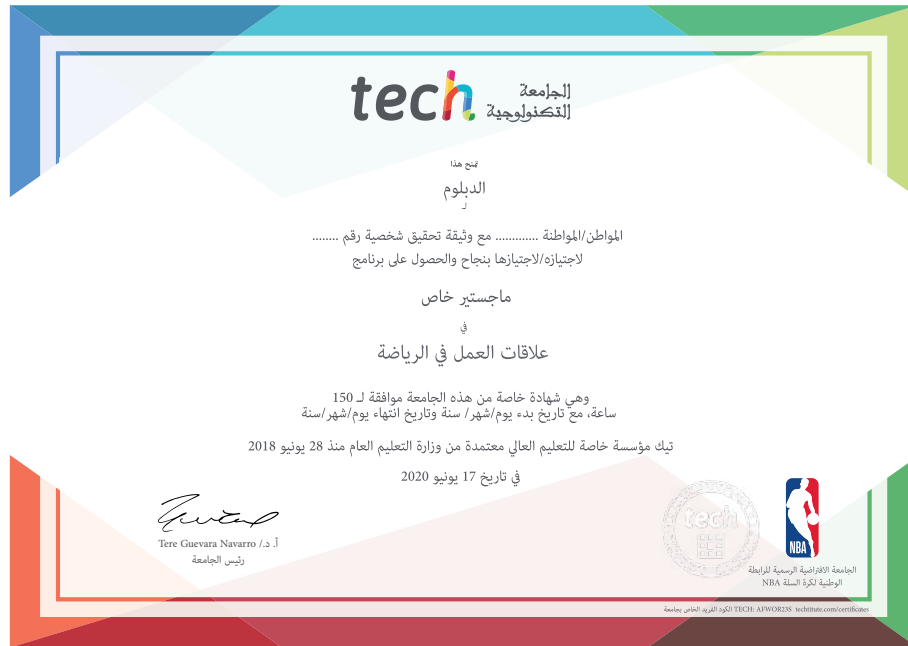 tech الجامعة
التكنولوجية
تمنح هذا
الدبلوم
لـ
المواطن/المواطنة ............. مع وثيقة تحقيق شخصية رقم ........
لاجتيازه/لاجتيازها بنجاح والحصول على برنامج
ماجستير خاص
في
علاقات العمل في الرياضة
وهي شهادة خاصة من هذه الجامعة موافقة لـ 150
ساعة، مع تاريخ بدء يوم/شهر/ سنة وتاريخ انتهاء يوم/شهر/سنة
تيك مؤسسة خاصة للتعليم العالي معتمدة من وزارة التعليم العام منذ 28 يونيو 2018
في تاريخ 17 يونيو 2020
أ. د./ Tere Guevara Navarro
رئيس الجامعة
tech
NBA
الجامعة الافتراضية الرسمية للرابطة
الوطنية لكرة السلة NBA
الكود الفريد الخاص بجامعة TECH: AFWOR23S techtitute.com/certificates